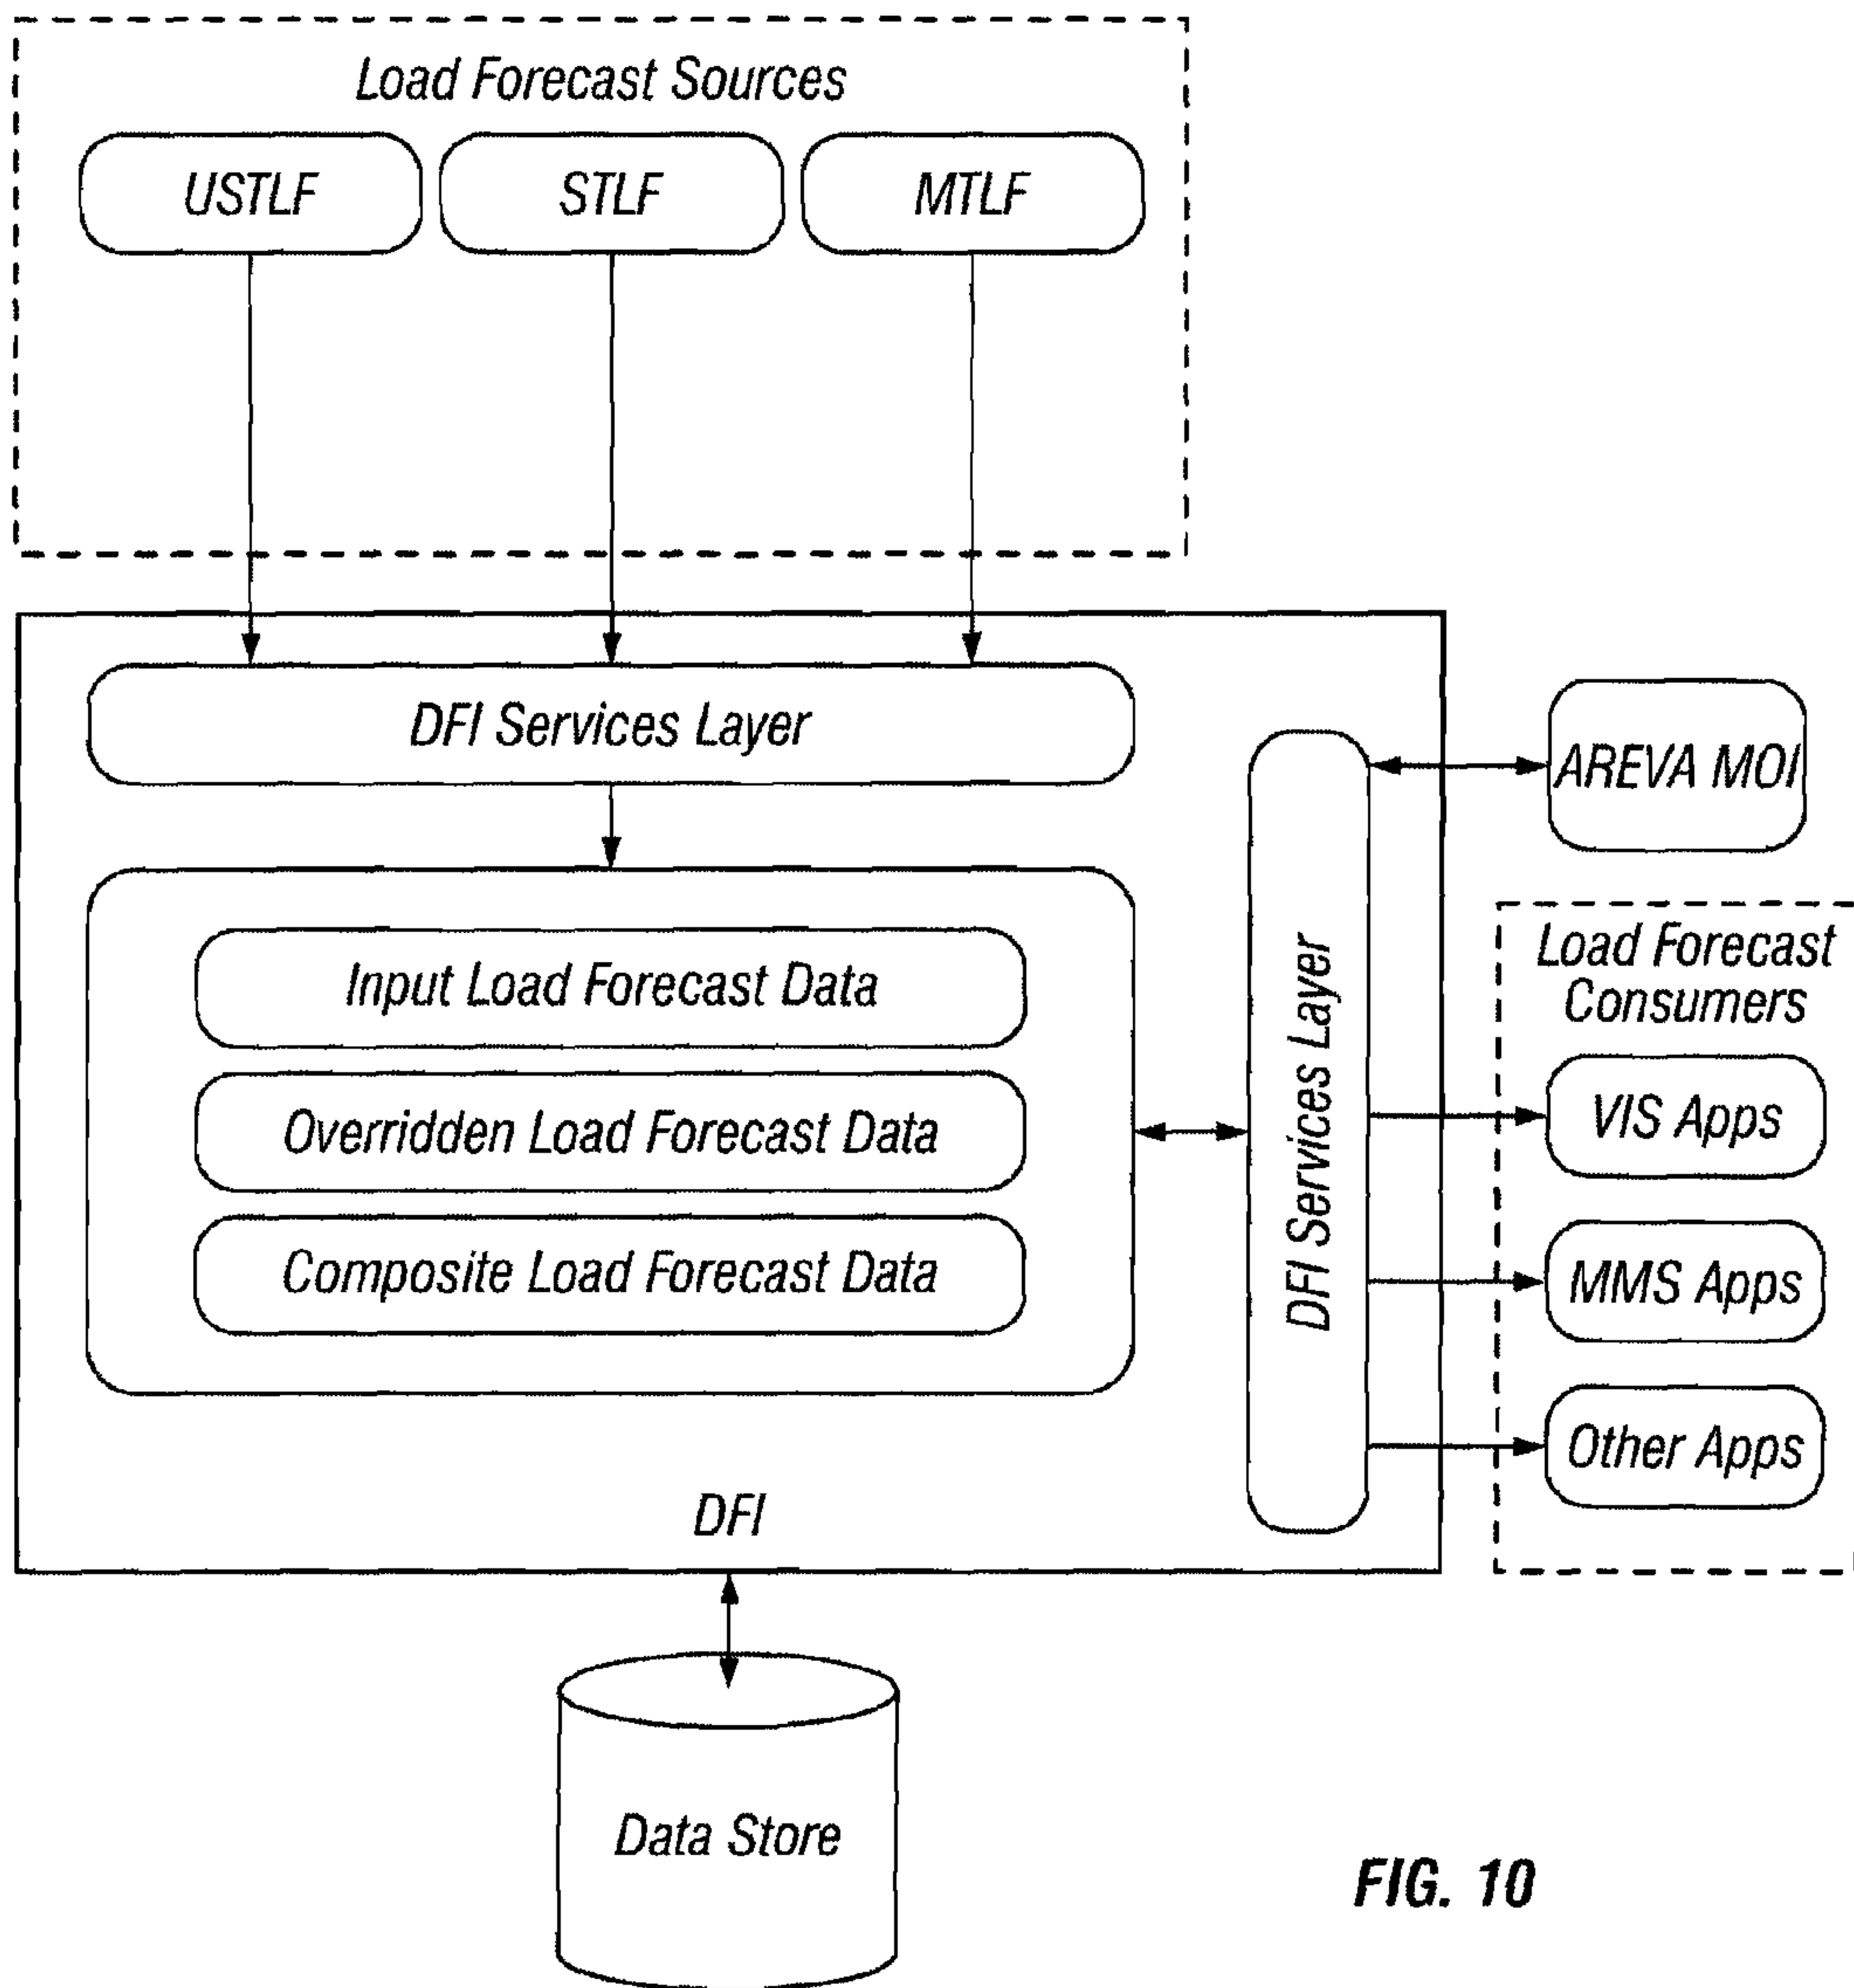 Load Forecast Sources
USTLF
STLF
MTLF
DFI Services Layer
AREVA MOI
Input Load Forecast Data
Overridden Load Forecast Data
Composite Load Forecast Data
DFI Services Layer
Load Forecast
Consumers
VIS Apps
MMS Apps
Other Apps
DFI
Data Store
FIG. 10